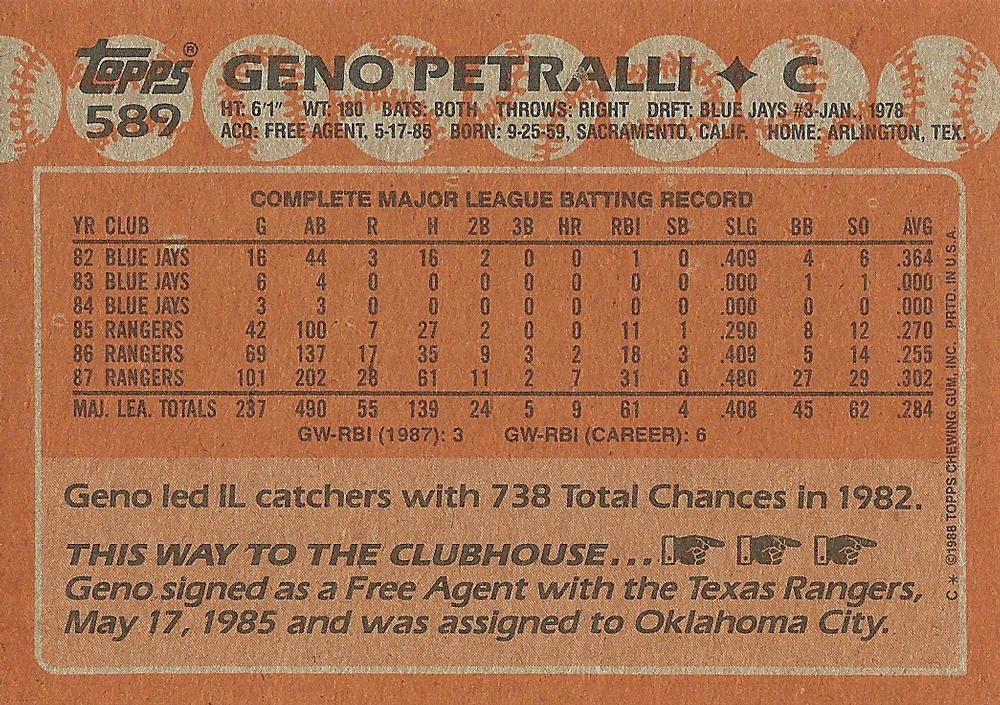 topps®
589
GENO PETRALLI ✦ C
HT: 6'1" WT: 180 BATS: BOTH THROWS: RIGHT DRFT: BLUE JAYS #3-JAN., 1978
ACQ: FREE AGENT, 5-17-85 BORN: 9-25-59, SACRAMENTO, CALIF. HOME: ARLINGTON, TEX.
COMPLETE MAJOR LEAGUE BATTING RECORD
YR CLUB G AB R H 2B 3B HR RBI SB SLG BB SO AVG
82 BLUE JAYS 16 44 3 16 2 0 0 1 0 .409 4 6 .364
83 BLUE JAYS 6 4 0 0 0 0 0 0 0 .000 1 1 .000
84 BLUE JAYS 3 3 0 0 0 0 0 0 0 .000 0 0 .000
85 RANGERS 42 100 7 27 2 0 0 11 1 .290 8 12 .270
86 RANGERS 69 137 17 35 9 3 2 18 3 .409 5 14 .255
87 RANGERS 101 202 28 61 11 2 7 31 0 .480 27 29 .302
MAJ. LEA. TOTALS 237 490 55 139 24 5 9 61 4 .408 45 62 .284
GW-RBI (1987): 3 GW-RBI (CAREER): 6
Geno led IL catchers with 738 Total Chances in 1982.
THIS WAY TO THE CLUBHOUSE...
Geno signed as a Free Agent with the Texas Rangers,
May 17, 1985 and was assigned to Oklahoma City.
C * ©1988 TOPPS CHEWING GUM, INC. PRTD. IN U.S.A.